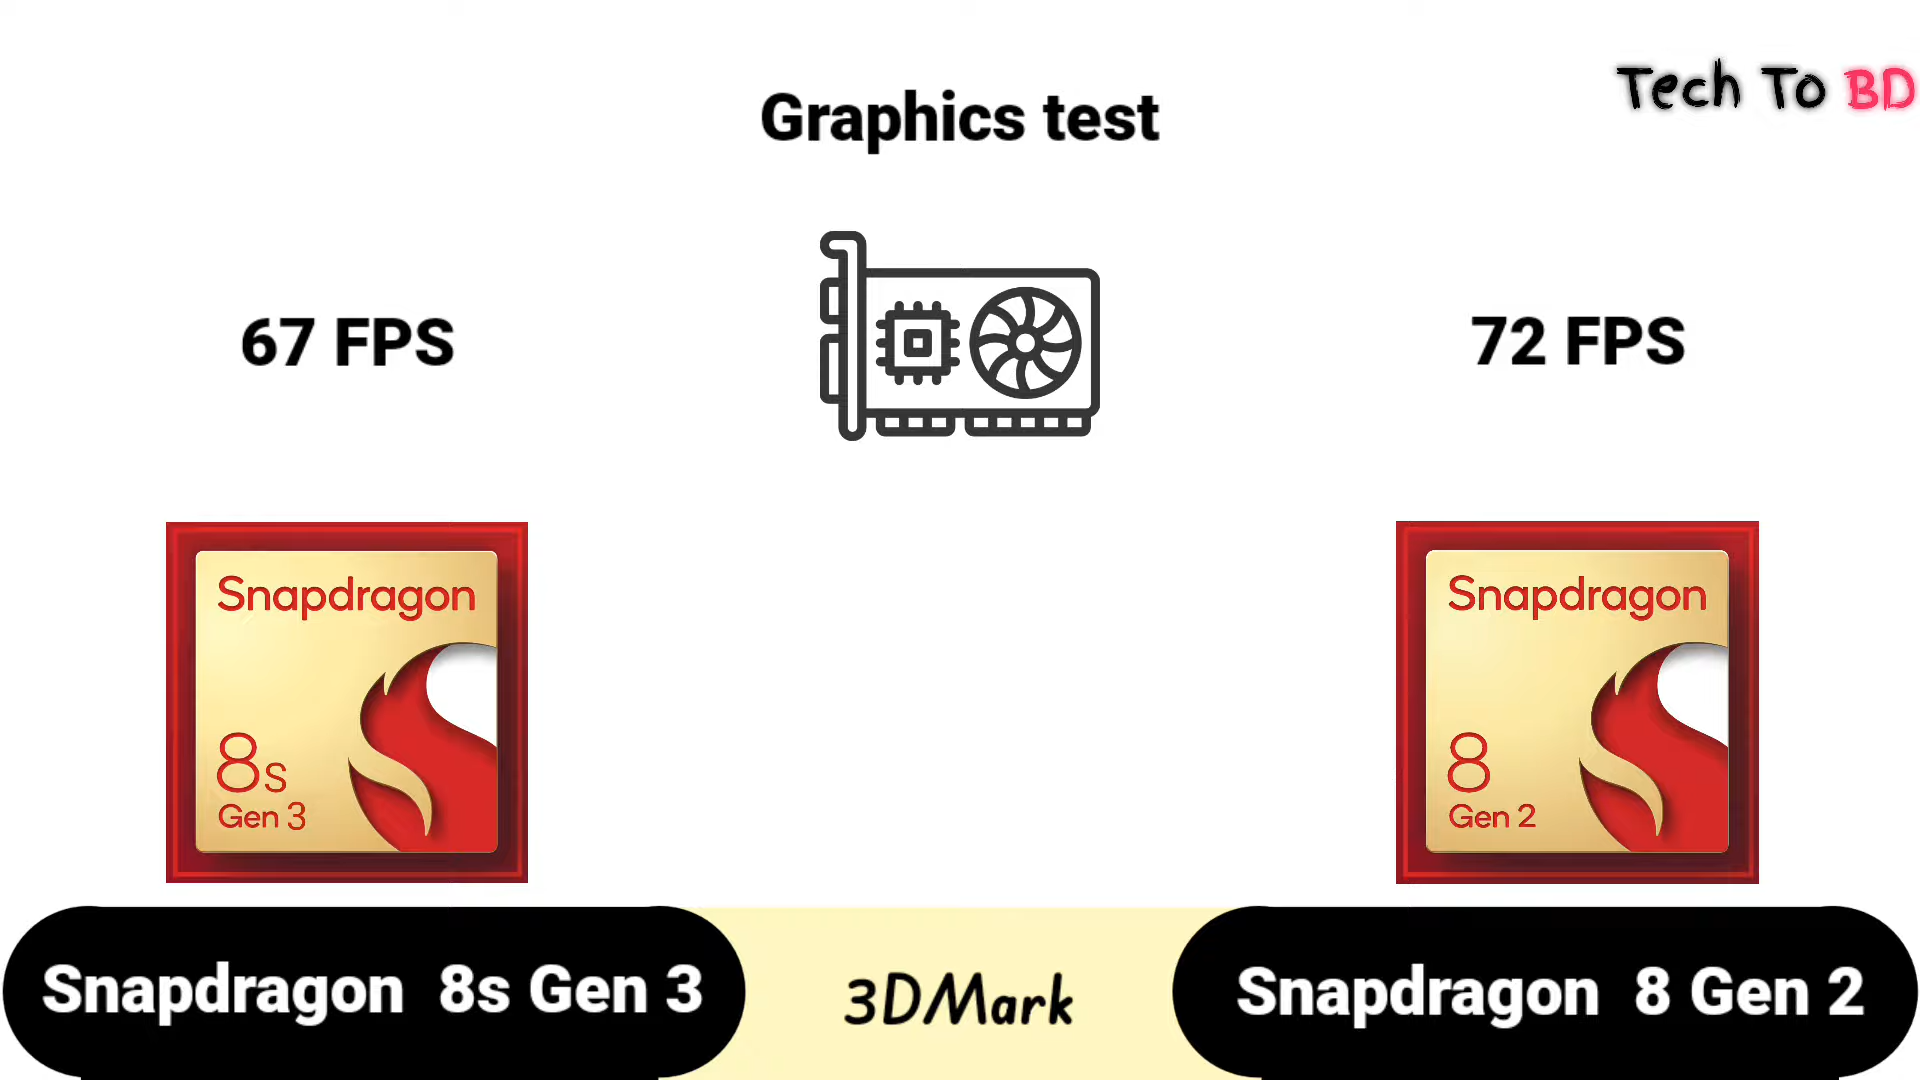 Tech To BD
Graphics test
67 FPS
72 FPS
Snapdragon
8s
Gen 3
Snapdragon
8
Gen 2
Snapdragon 8s Gen 3
3DMark
Snapdragon 8 Gen 2